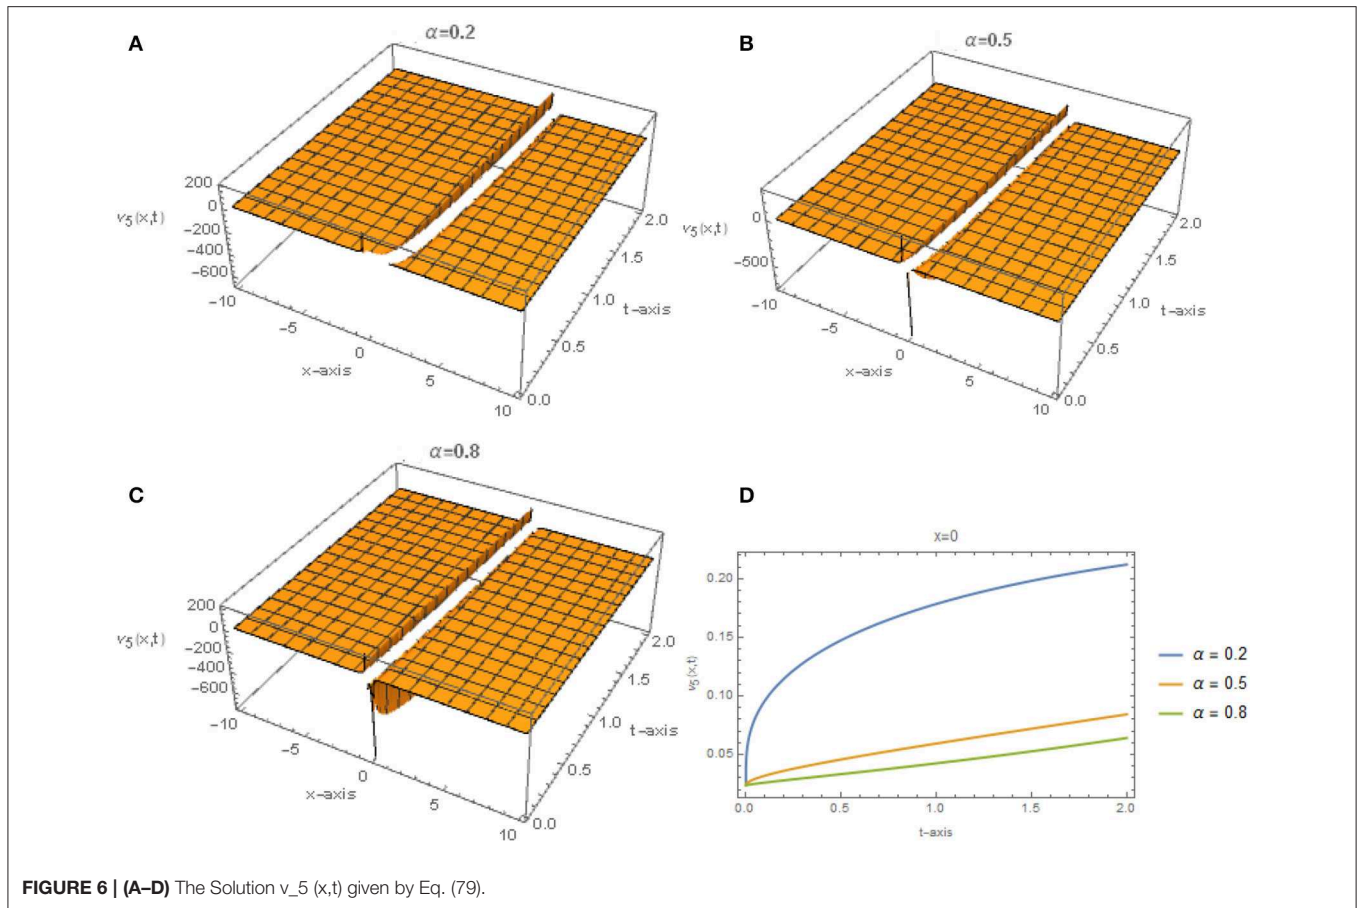 A
α=0.2
200
0
-200
-400
-600
v₅(x,t)
-10
-5
0
5
10
x-axis
0.0
0.5
1.0
1.5
2.0
t-axis
B
α=0.5
0
-500
v₅(x,t)
-10
-5
0
5
10
x-axis
0.0
0.5
1.0
1.5
2.0
t-axis
C
α=0.8
200
0
-200
-400
-600
v₅(x,t)
-10
-5
0
5
10
x-axis
0.0
0.5
1.0
1.5
2.0
t-axis
D
x=0
0.20
0.15
0.10
0.05
v₅(x,t)
0.0 0.5 1.0 1.5 2.0
t-axis
α = 0.2
α = 0.5
α = 0.8
FIGURE 6 | (A–D) The Solution v_5 (x,t) given by Eq. (79).